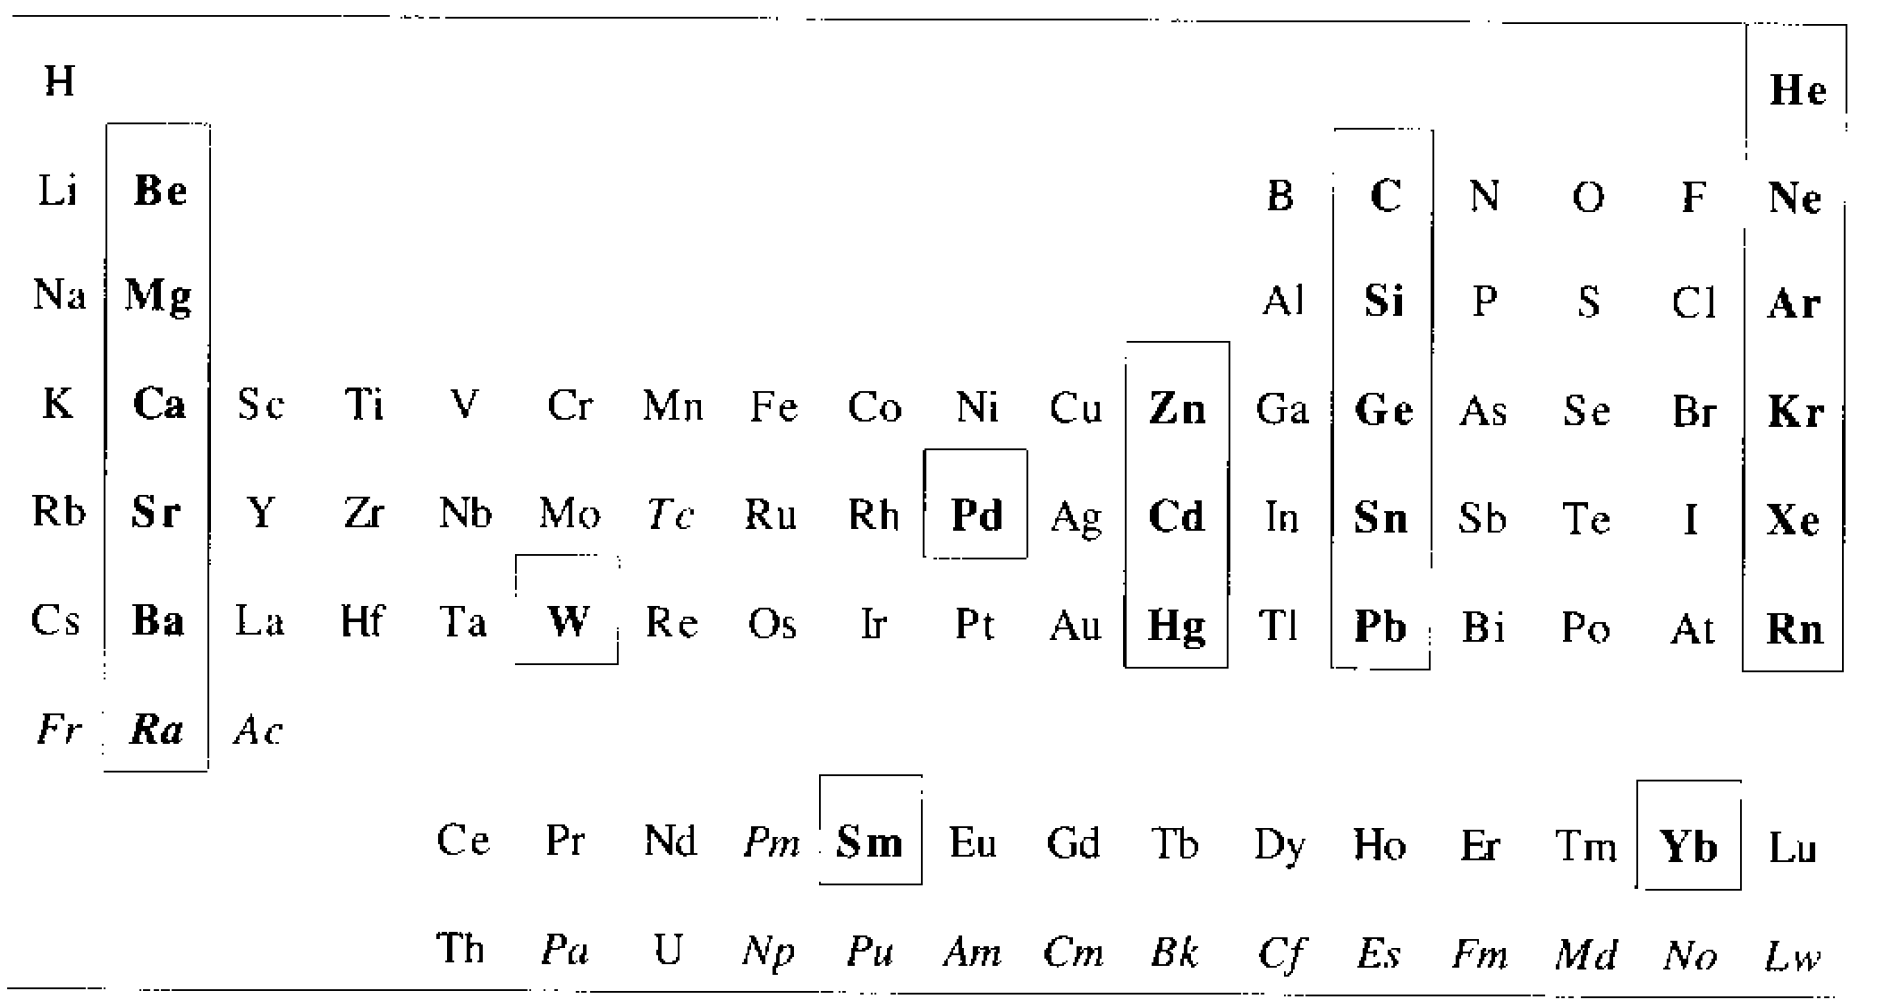 H He
Li Be B C N O F Ne
Na Mg Al Si P S Cl Ar
K Ca Sc Ti V Cr Mn Fe Co Ni Cu Zn Ga Ge As Se Br Kr
Rb Sr Y Zr Nb Mo Tc Ru Rh Pd Ag Cd In Sn Sb Te I Xe
Cs Ba La Hf Ta W Re Os Ir Pt Au Hg Tl Pb Bi Po At Rn
Fr Ra Ac
Ce Pr Nd Pm Sm Eu Gd Tb Dy Ho Er Tm Yb Lu
Th Pa U Np Pu Am Cm Bk Cf Es Fm Md No Lw